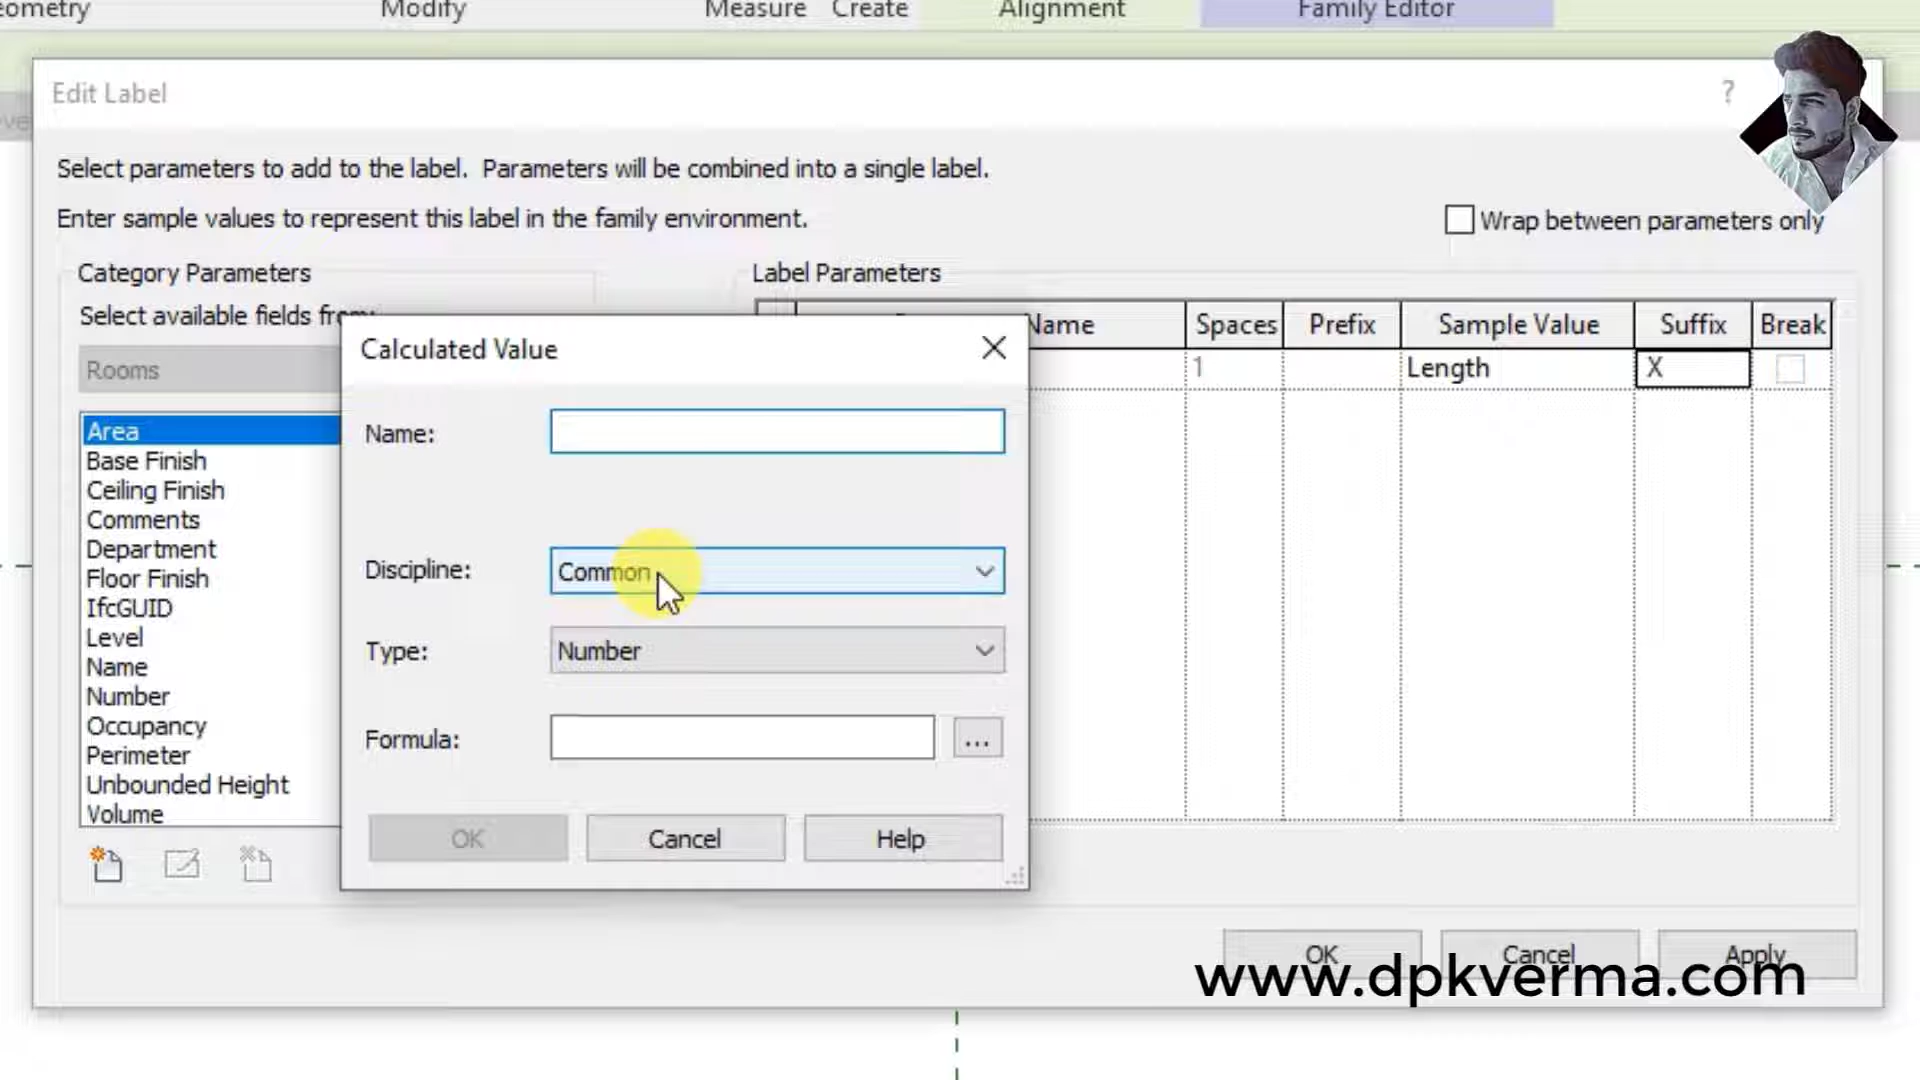 ometry Modify Measure Create Alignment Family Editor
Edit Label ?
Select parameters to add to the label. Parameters will be combined into a single label.
Enter sample values to represent this label in the family environment.
Wrap between parameters only
Category Parameters
Label Parameters
Select available fields from:
Rooms
Name Spaces Prefix Sample Value Suffix Break
1 Length X
Calculated Value
Name:
Discipline: Common
Type: Number
Formula: ...
OK Cancel Help
Area
Base Finish
Ceiling Finish
Comments
Department
Floor Finish
IfcGUID
Level
Name
Number
Occupancy
Perimeter
Unbounded Height
Volume
OK Cancel Apply
www.dpkverma.com